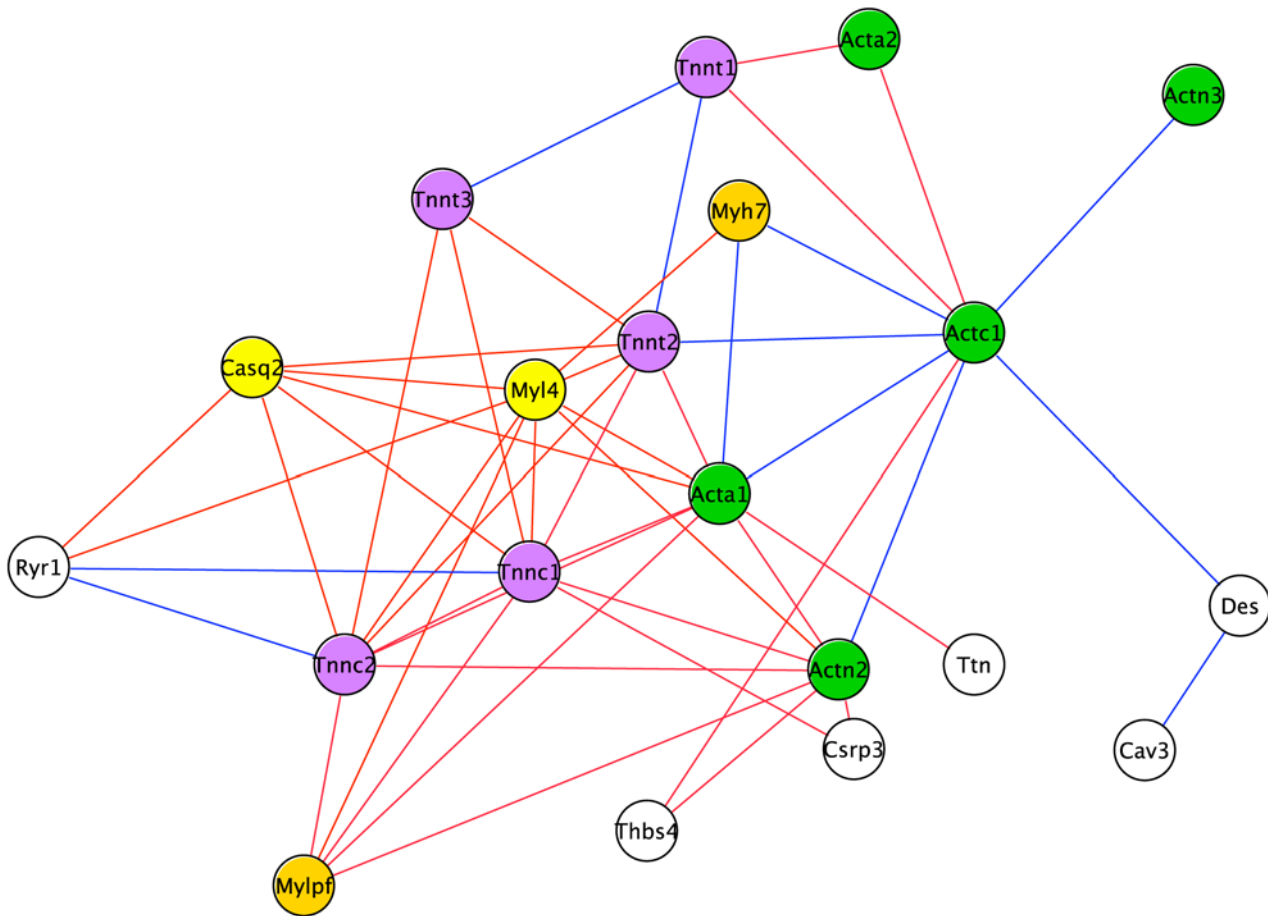 Acta2
Tnnt1
Actn3
Tnnt3
Myh7
Actc1
Tnnt2
Casq2
Myl4
Acta1
Ryr1
Tnnc1
Des
Tnnc2
Actn2
Ttn
Csrp3
Cav3
Thbs4
Mylpf